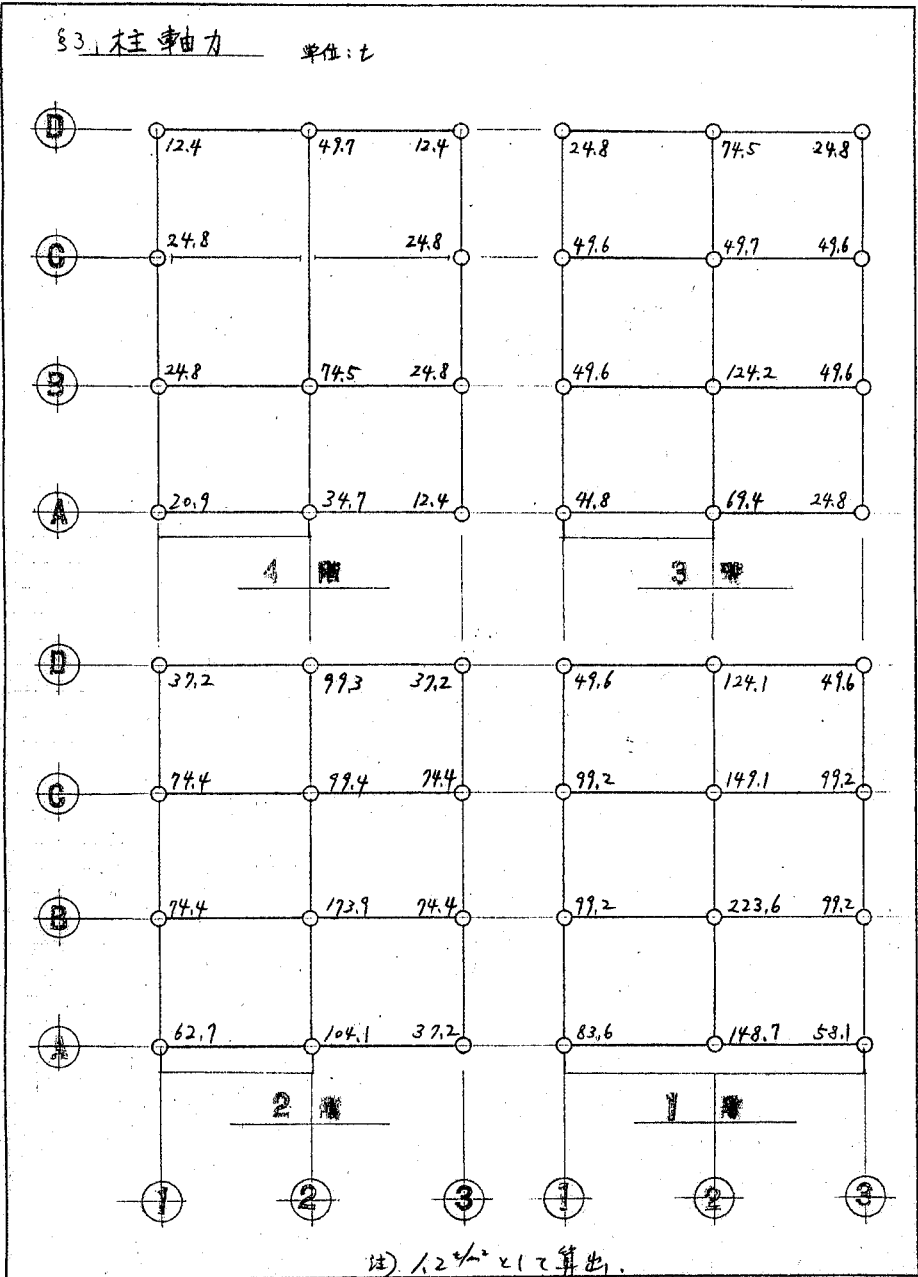 §3, 柱軸力 単位:t
D
12.4 49.7 12.4 24.8 74.5 24.8
C
24.8 24.8 49.6 49.7 49.6
B
24.8 74.5 24.8 49.6 124.2 49.6
A
20.9 34.7 12.4 41.8 69.4 24.8
4 階 3 階
D
37.2 99.3 37.2 49.6 124.1 49.6
C
74.4 99.4 74.4 99.2 149.1 99.2
B
74.4 173.9 74.4 99.2 223.6 99.2
A
62.7 104.1 37.2 83.6 148.7 58.1
2 階 1 階
1 2 3 1 2 3
注) 1.2 t/m² として算出.